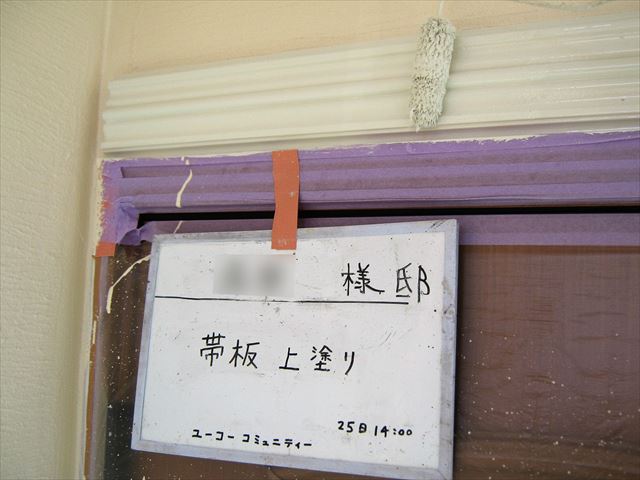 様邸
帯板 上塗り
25日 14:00
ユーコーコミュニティー